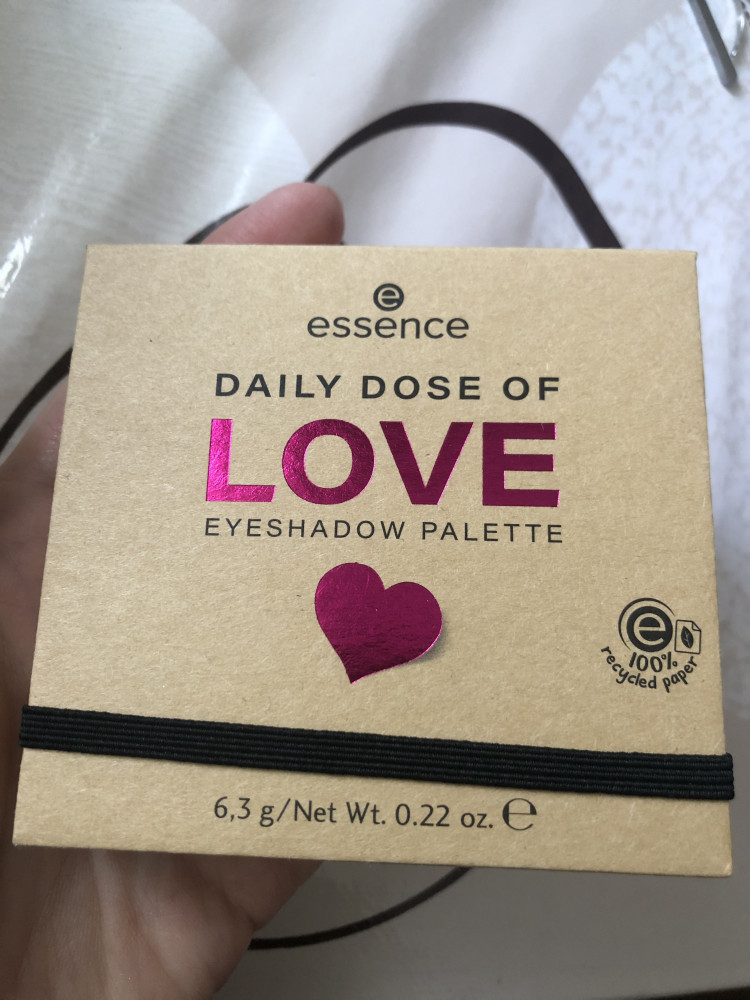 e
essence
DAILY DOSE OF
LOVE
EYESHADOW PALETTE
e
100%
recycled paper
6,3 g/Net Wt. 0.22 oz. ℮